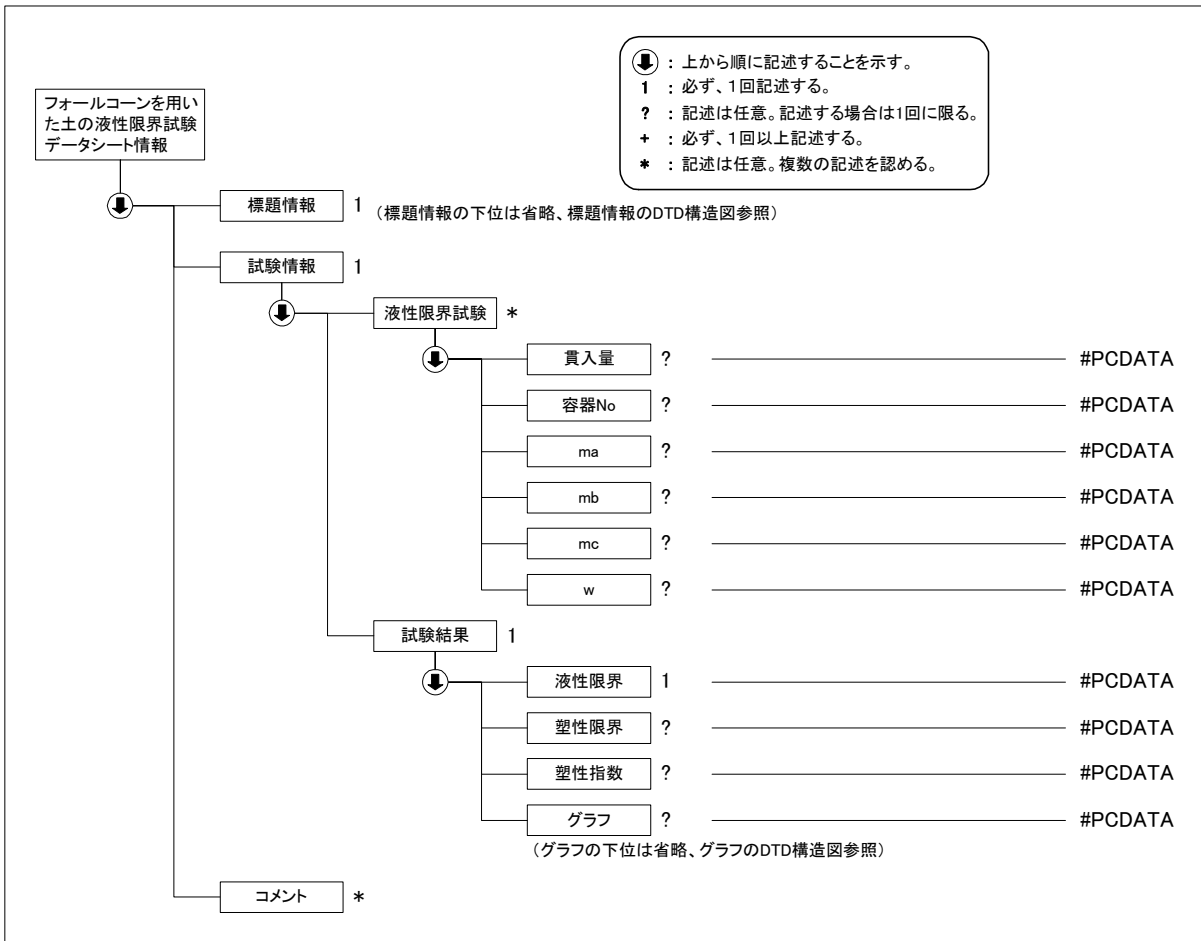 ：上から順に記述することを示す。
1：必ず、1回記述する。
?：記述は任意。記述する場合は1回に限る。
+：必ず、1回以上記述する。
*：記述は任意。複数の記述を認める。
フォールコーンを用い
た土の液性限界試験
データシート情報
標題情報 1 （標題情報の下位は省略、標題情報のDTD構造図参照）
試験情報 1
液性限界試験 *
貫入量 ? #PCDATA
容器No ? #PCDATA
ma ? #PCDATA
mb ? #PCDATA
mc ? #PCDATA
w ? #PCDATA
試験結果 1
液性限界 1 #PCDATA
塑性限界 ? #PCDATA
塑性指数 ? #PCDATA
グラフ ? #PCDATA
（グラフの下位は省略、グラフのDTD構造図参照）
コメント *